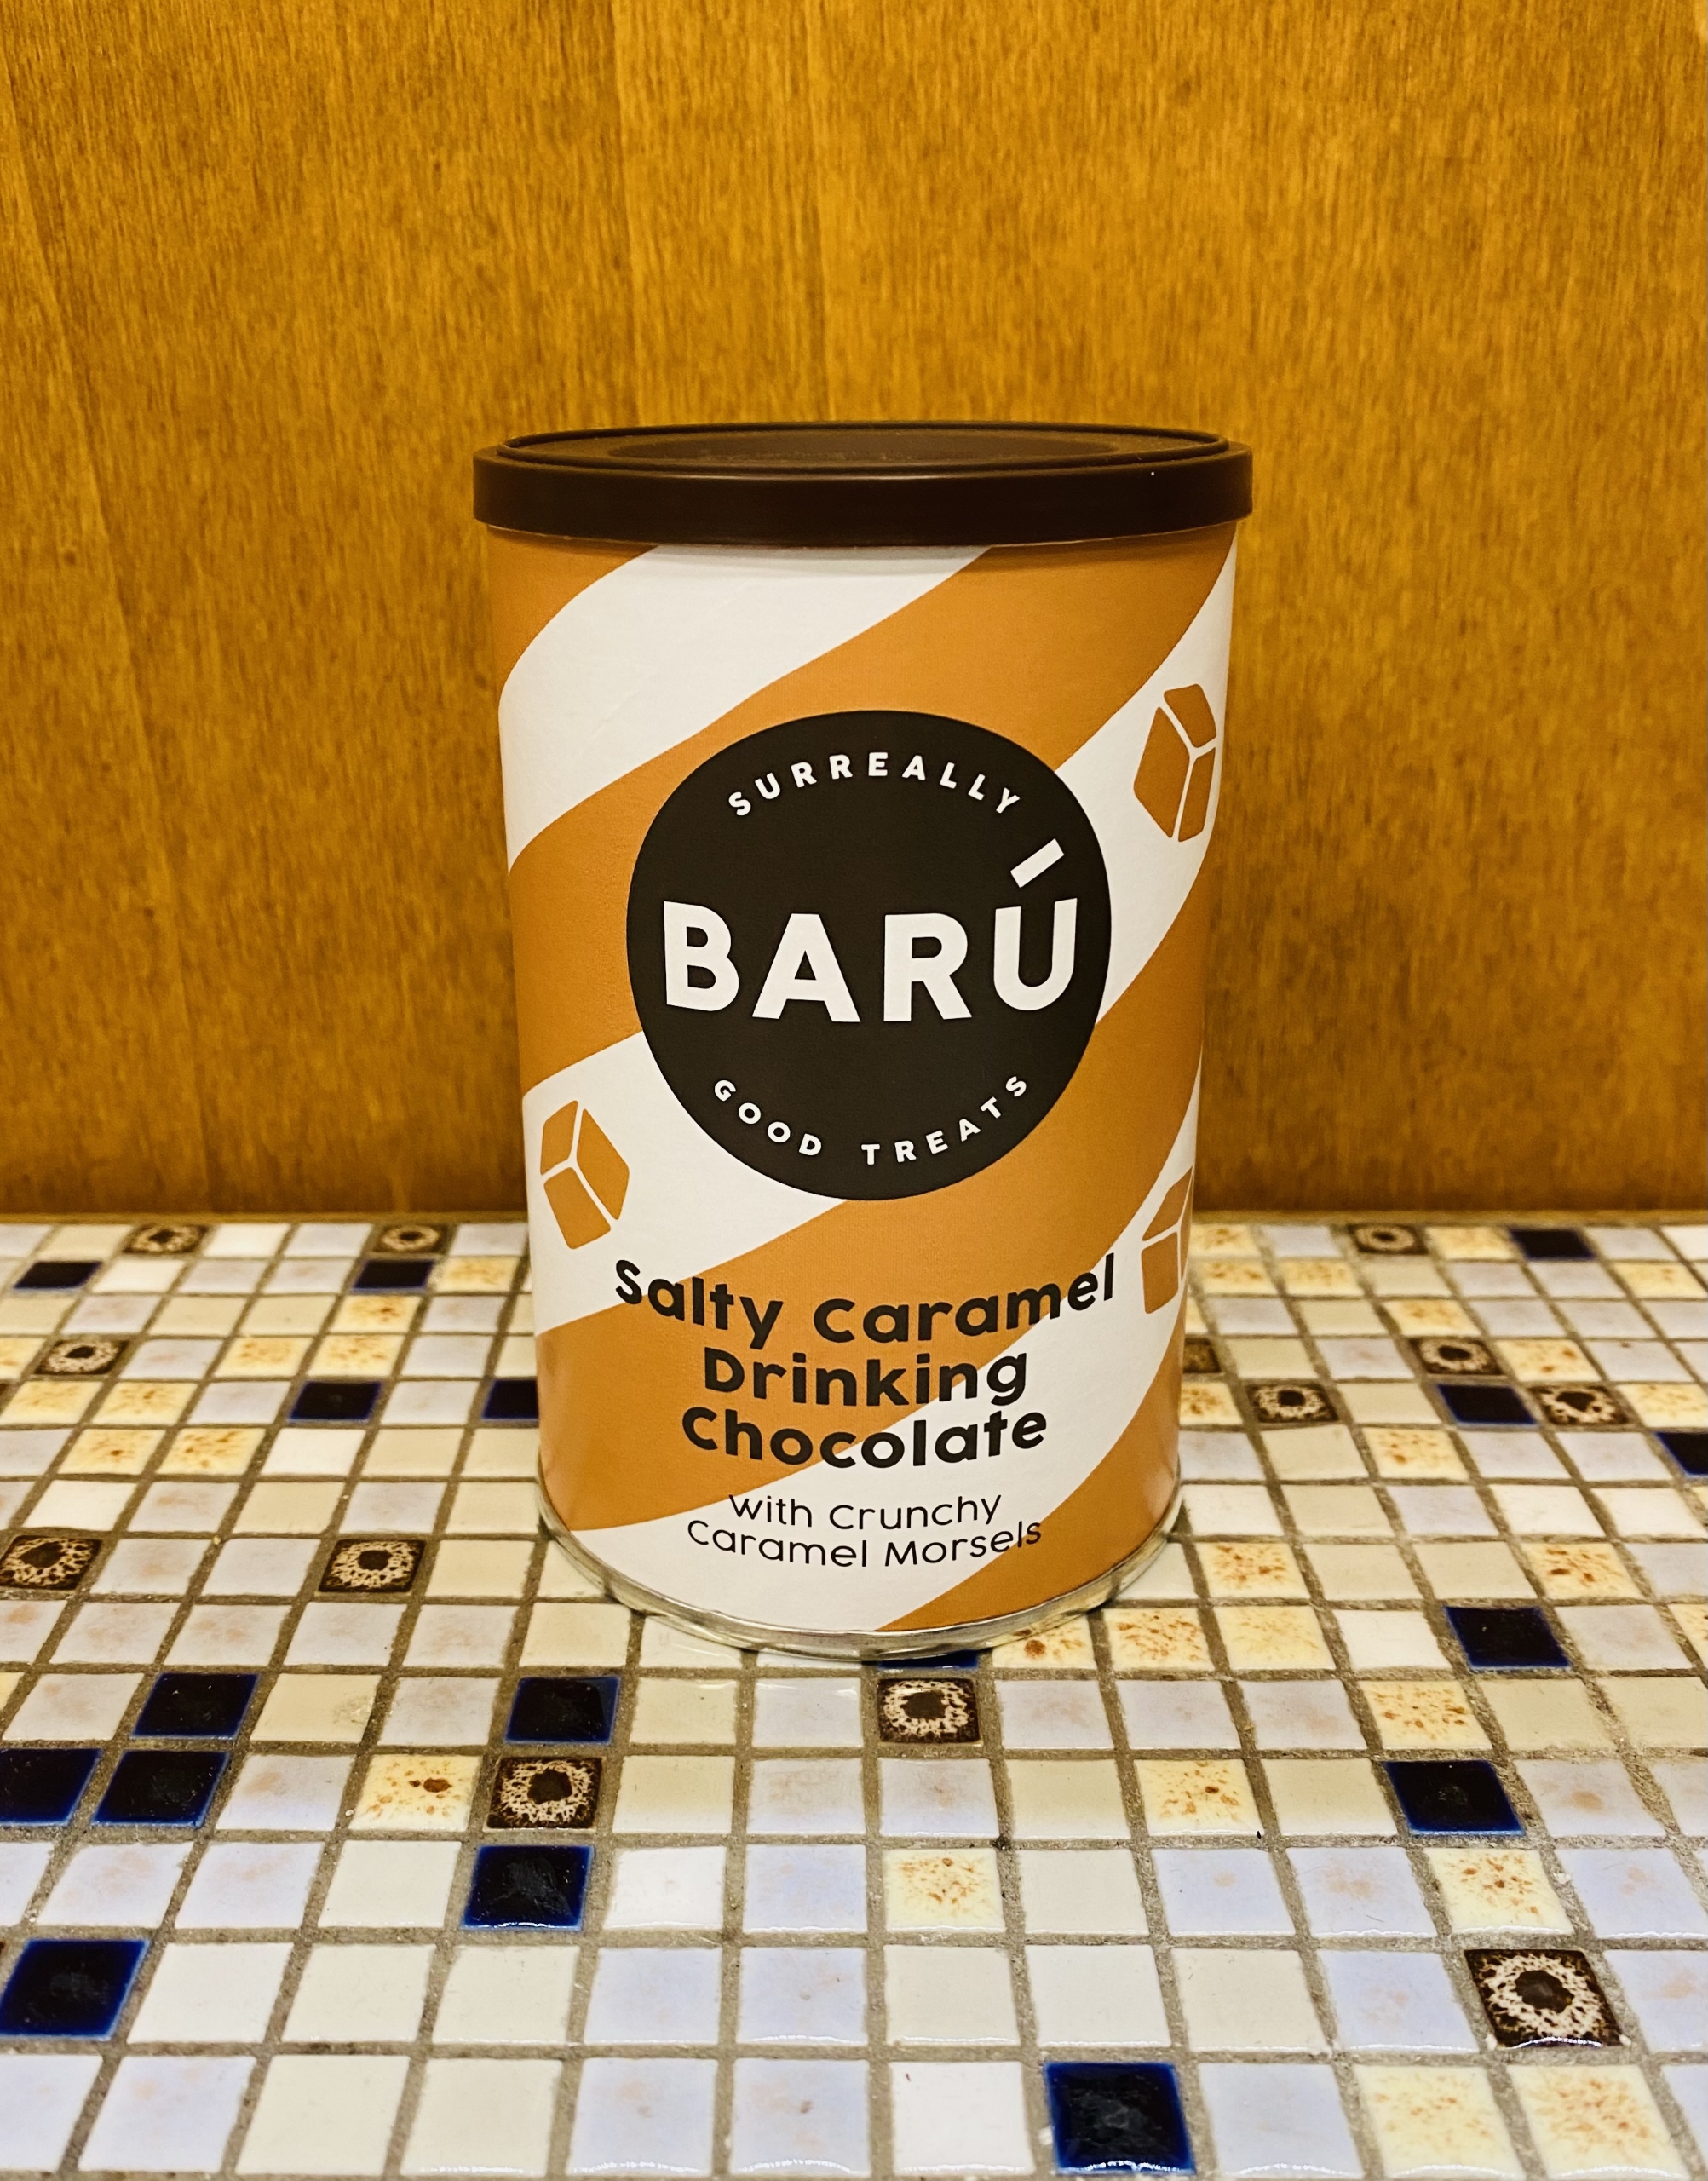 SURREALLY
BARÚ
GOOD TREATS
Salty Caramel
Drinking
Chocolate
with Crunchy
Caramel Morsels